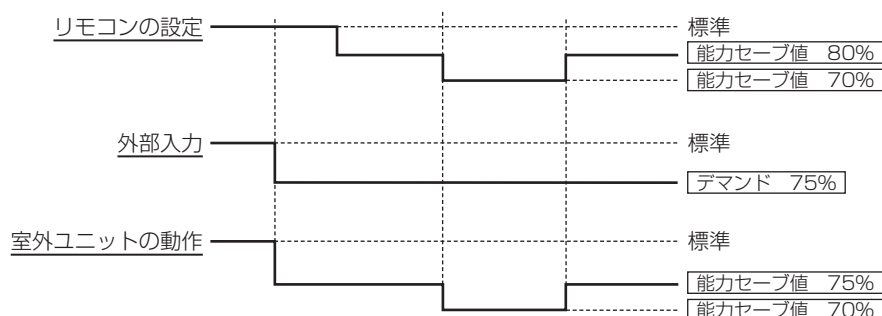 リモコンの設定
標準
能力セーブ値 80%
能力セーブ値 70%
外部入力
標準
デマンド 75%
室外ユニットの動作
標準
能力セーブ値 75%
能力セーブ値 70%